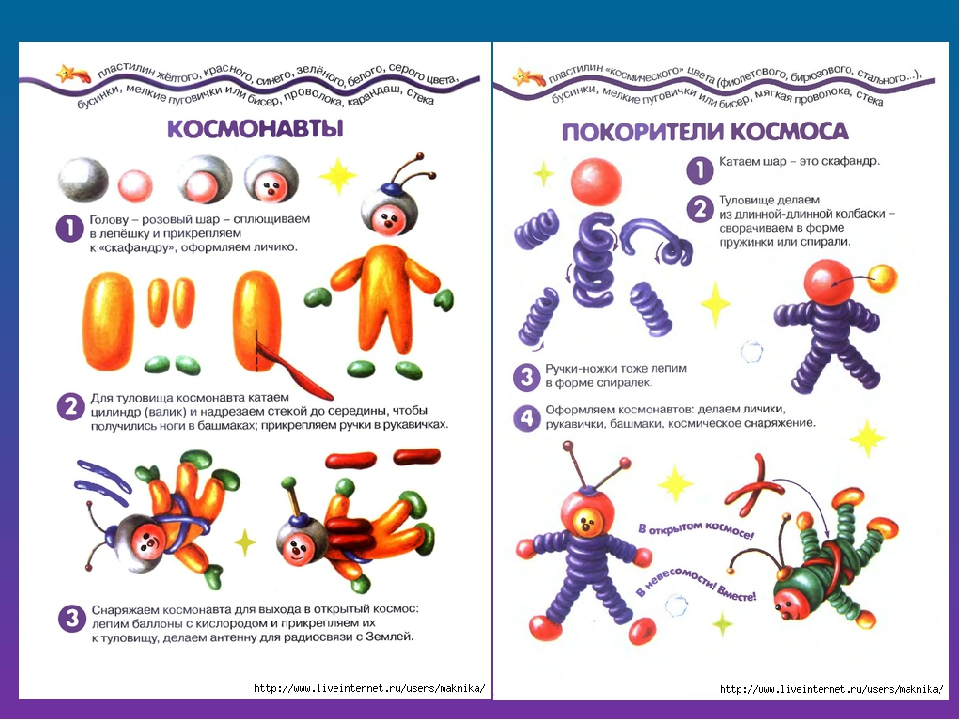 пластилин жёлтого, красного, синего, зелёного, белого, серого цвета,
бусинки, мелкие пуговички или бисер, проволока, карандаш, стека
КОСМОНАВТЫ
1 Голову – розовый шар – сплющиваем
в лепёшку и прикрепляем
к «скафандру», оформляем личико.
2 Для туловища космонавта катаем
цилиндр (валик) и надрезаем стекой до середины, чтобы
получились ноги в башмаках; прикрепляем ручки в рукавичках.
3 Снаряжаем космонавта для выхода в открытый космос:
лепим баллоны с кислородом и прикрепляем их
к туловищу, делаем антенну для радиосвязи с Землей.
http://www.liveinternet.ru/users/maknika/
пластилин «космического» цвета (фиолетового, бирюзового, стального...),
бусинки, мелкие пуговички или бисер, мягкая проволока, стека
ПОКОРИТЕЛИ КОСМОСА
1 Катаем шар – это скафандр.
2 Туловище делаем
из длинной-длинной колбаски –
сворачиваем в форме
пружинки или спирали.
3 Ручки-ножки тоже лепим
в форме спиралек.
4 Оформляем космонавтов: делаем личики,
рукавички, башмаки, космическое снаряжение.
В открытом космосе!
В невесомости! Вместе!
http://www.liveinternet.ru/users/maknika/